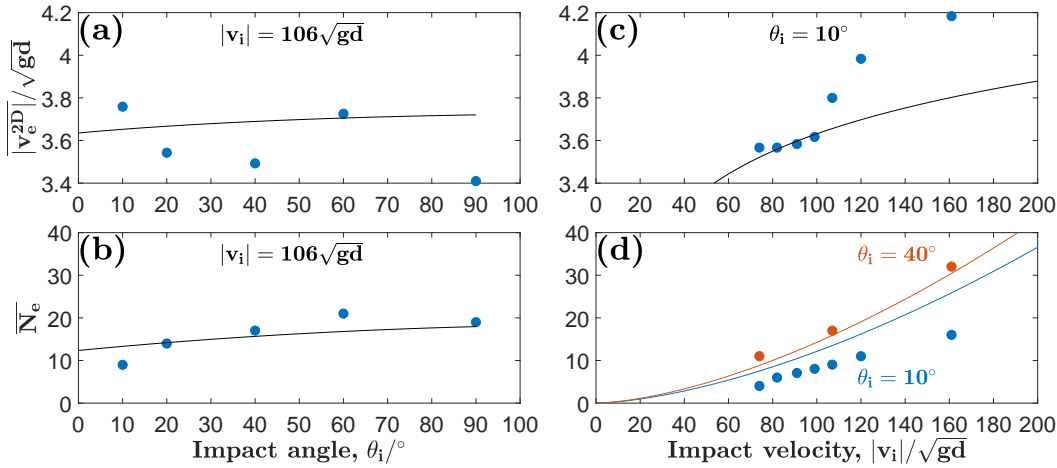 (a)
|v_i| = 106√gd
4.2
4
3.8
3.6
3.4
|v_e^2D|/√gd
0 10 20 30 40 50 60 70 80 90 100
(c)
θ_i = 10°
4.2
4
3.8
3.6
3.4
0 20 40 60 80 100 120 140 160 180 200
(b)
|v_i| = 106√gd
40
30
20
10
0
N_e
0 10 20 30 40 50 60 70 80 90 100
Impact angle, θ_i/°
(d)
θ_i = 40°
θ_i = 10°
40
30
20
10
0
0 20 40 60 80 100 120 140 160 180 200
Impact velocity, |v_i|/√gd